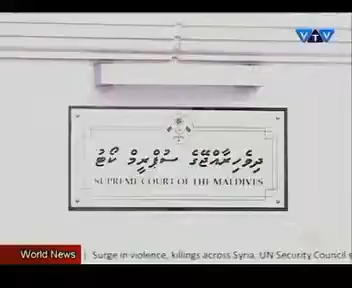 VTV
ދިވެހިރާއްޖޭގެ ސުޕްރީމް ކޯޓު
SUPREME COURT OF THE MALDIVES
World News
Surge in violence, killings across Syria, UN Security Council